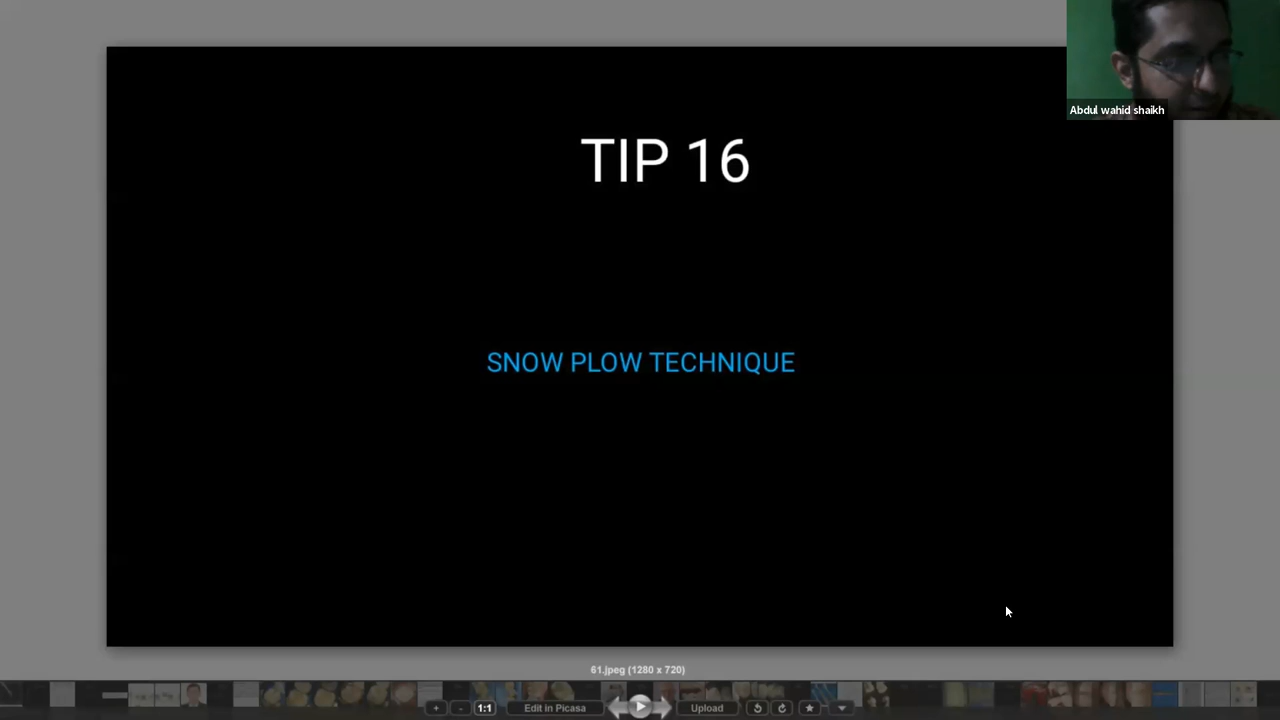 Abdul wahid shaikh
TIP 16
SNOW PLOW TECHNIQUE
61.jpeg (1280 x 720)
+ - 1:1 Edit in Picasa Upload